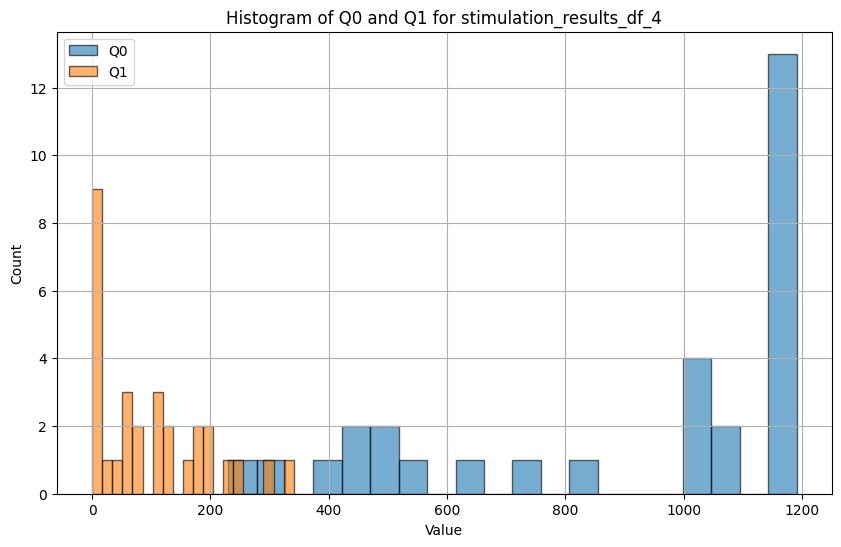 Histogram of Q0 and Q1 for stimulation_results_df_4
Q0
Q1
12
10
8
6
4
2
0
Count
0 200 400 600 800 1000 1200
Value